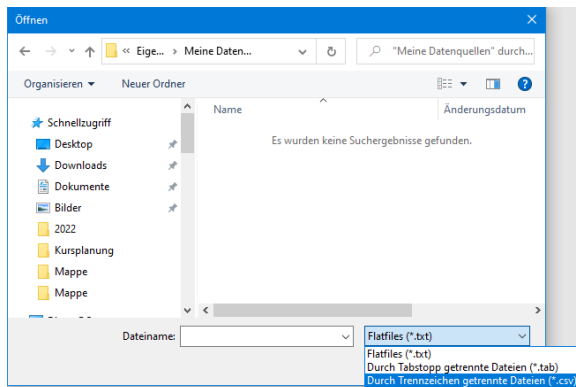 Öffnen
« Eige... › Meine Daten...
"Meine Datenquellen" durch...
Organisieren
Neuer Ordner
Name
Änderungsdatum
Es wurden keine Suchergebnisse gefunden.
Schnellzugriff
Desktop
Downloads
Dokumente
Bilder
2022
Kursplanung
Mappe
Mappe
Dateiname:
Flatfiles (*.txt)
Flatfiles (*.txt)
Durch Tabstopp getrennte Dateien (*.tab)
Durch Trennzeichen getrennte Dateien (*.csv)